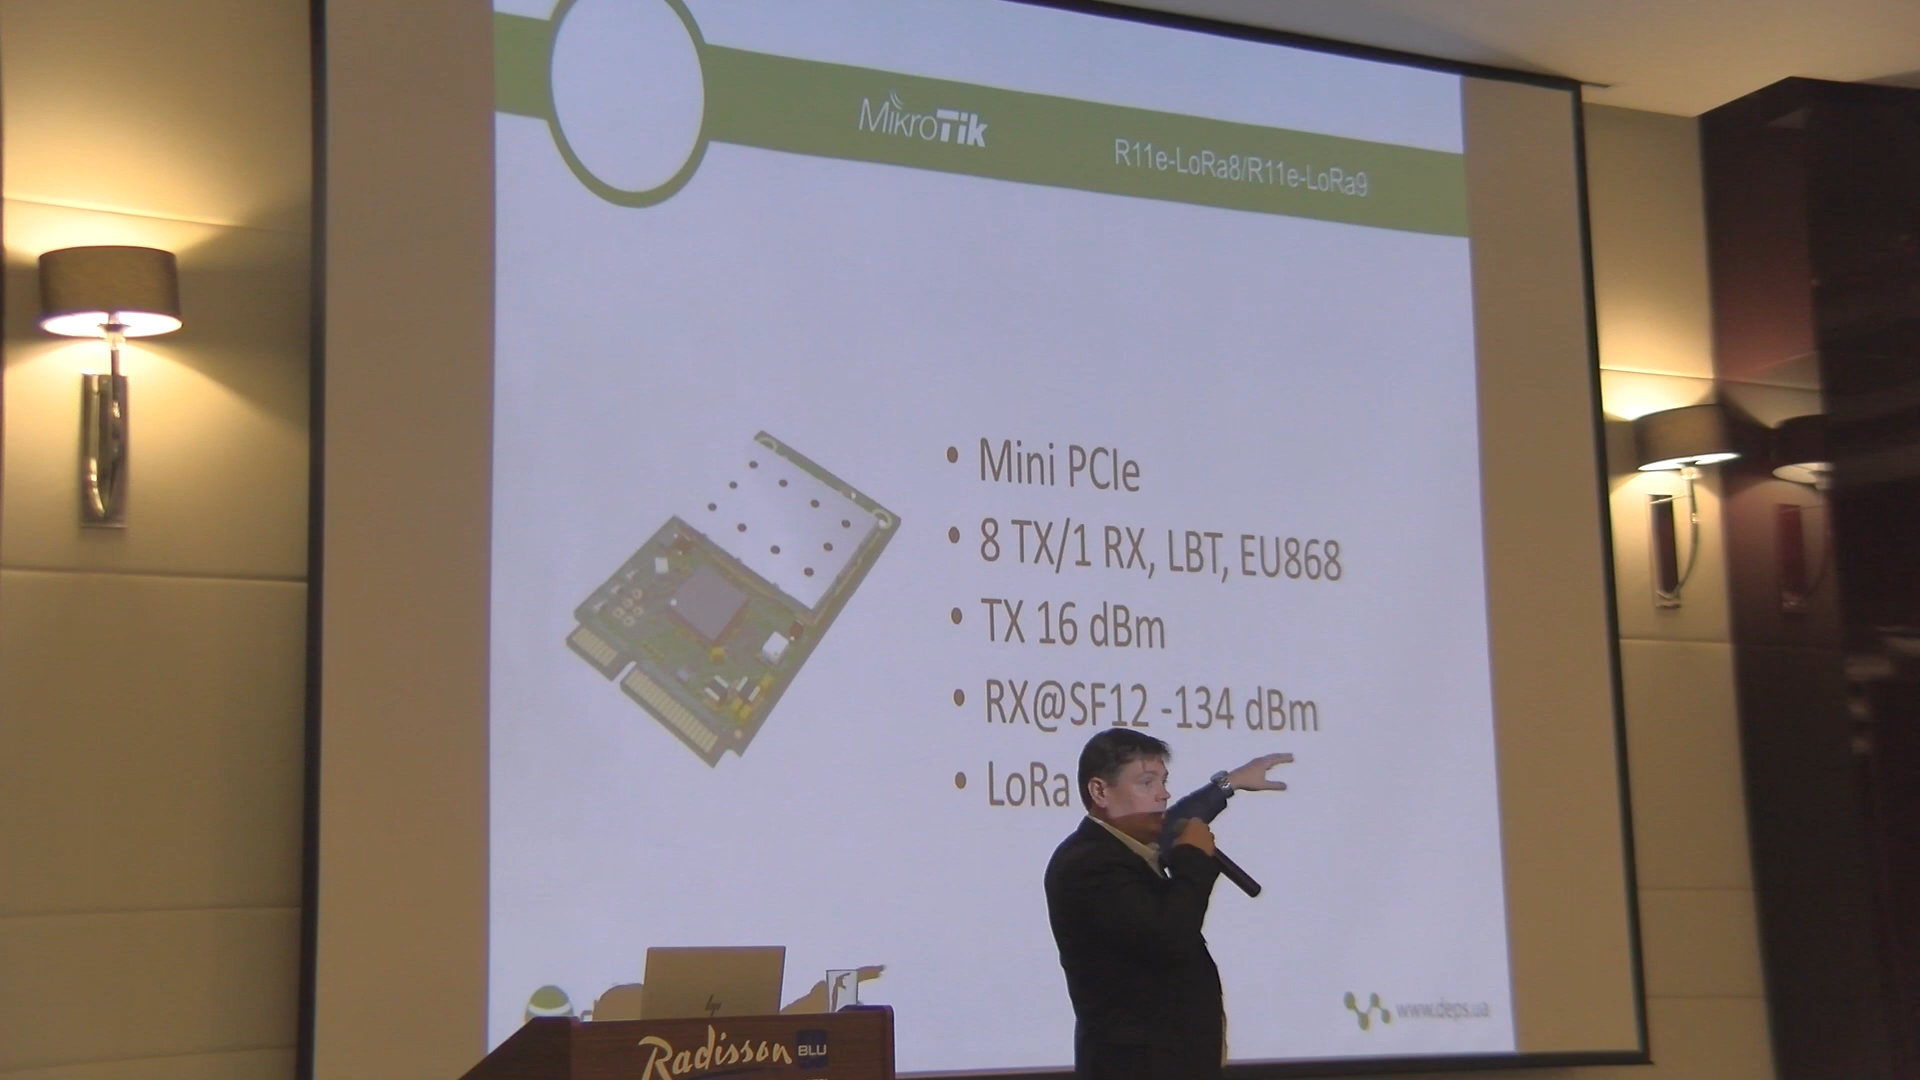 MikroTik
R11e-LoRa8/R11e-LoRa9
• Mini PCIe
• 8 TX/1 RX, LBT, EU868
• TX 16 dBm
• RX@SF12 -134 dBm
• LoRa
www.deps.ua
hp
Radisson BLU